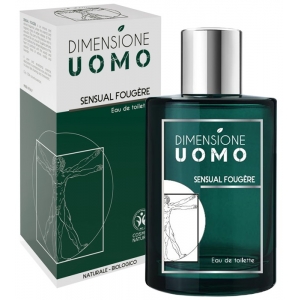 DIMENSIONE
UOMO
SENSUAL FOUGÈRE
Eau de toilette
NATURALE - BIOLOGICO
DIMENSIONE
UOMO
SENSUAL FOUGÈRE
Eau de toilette